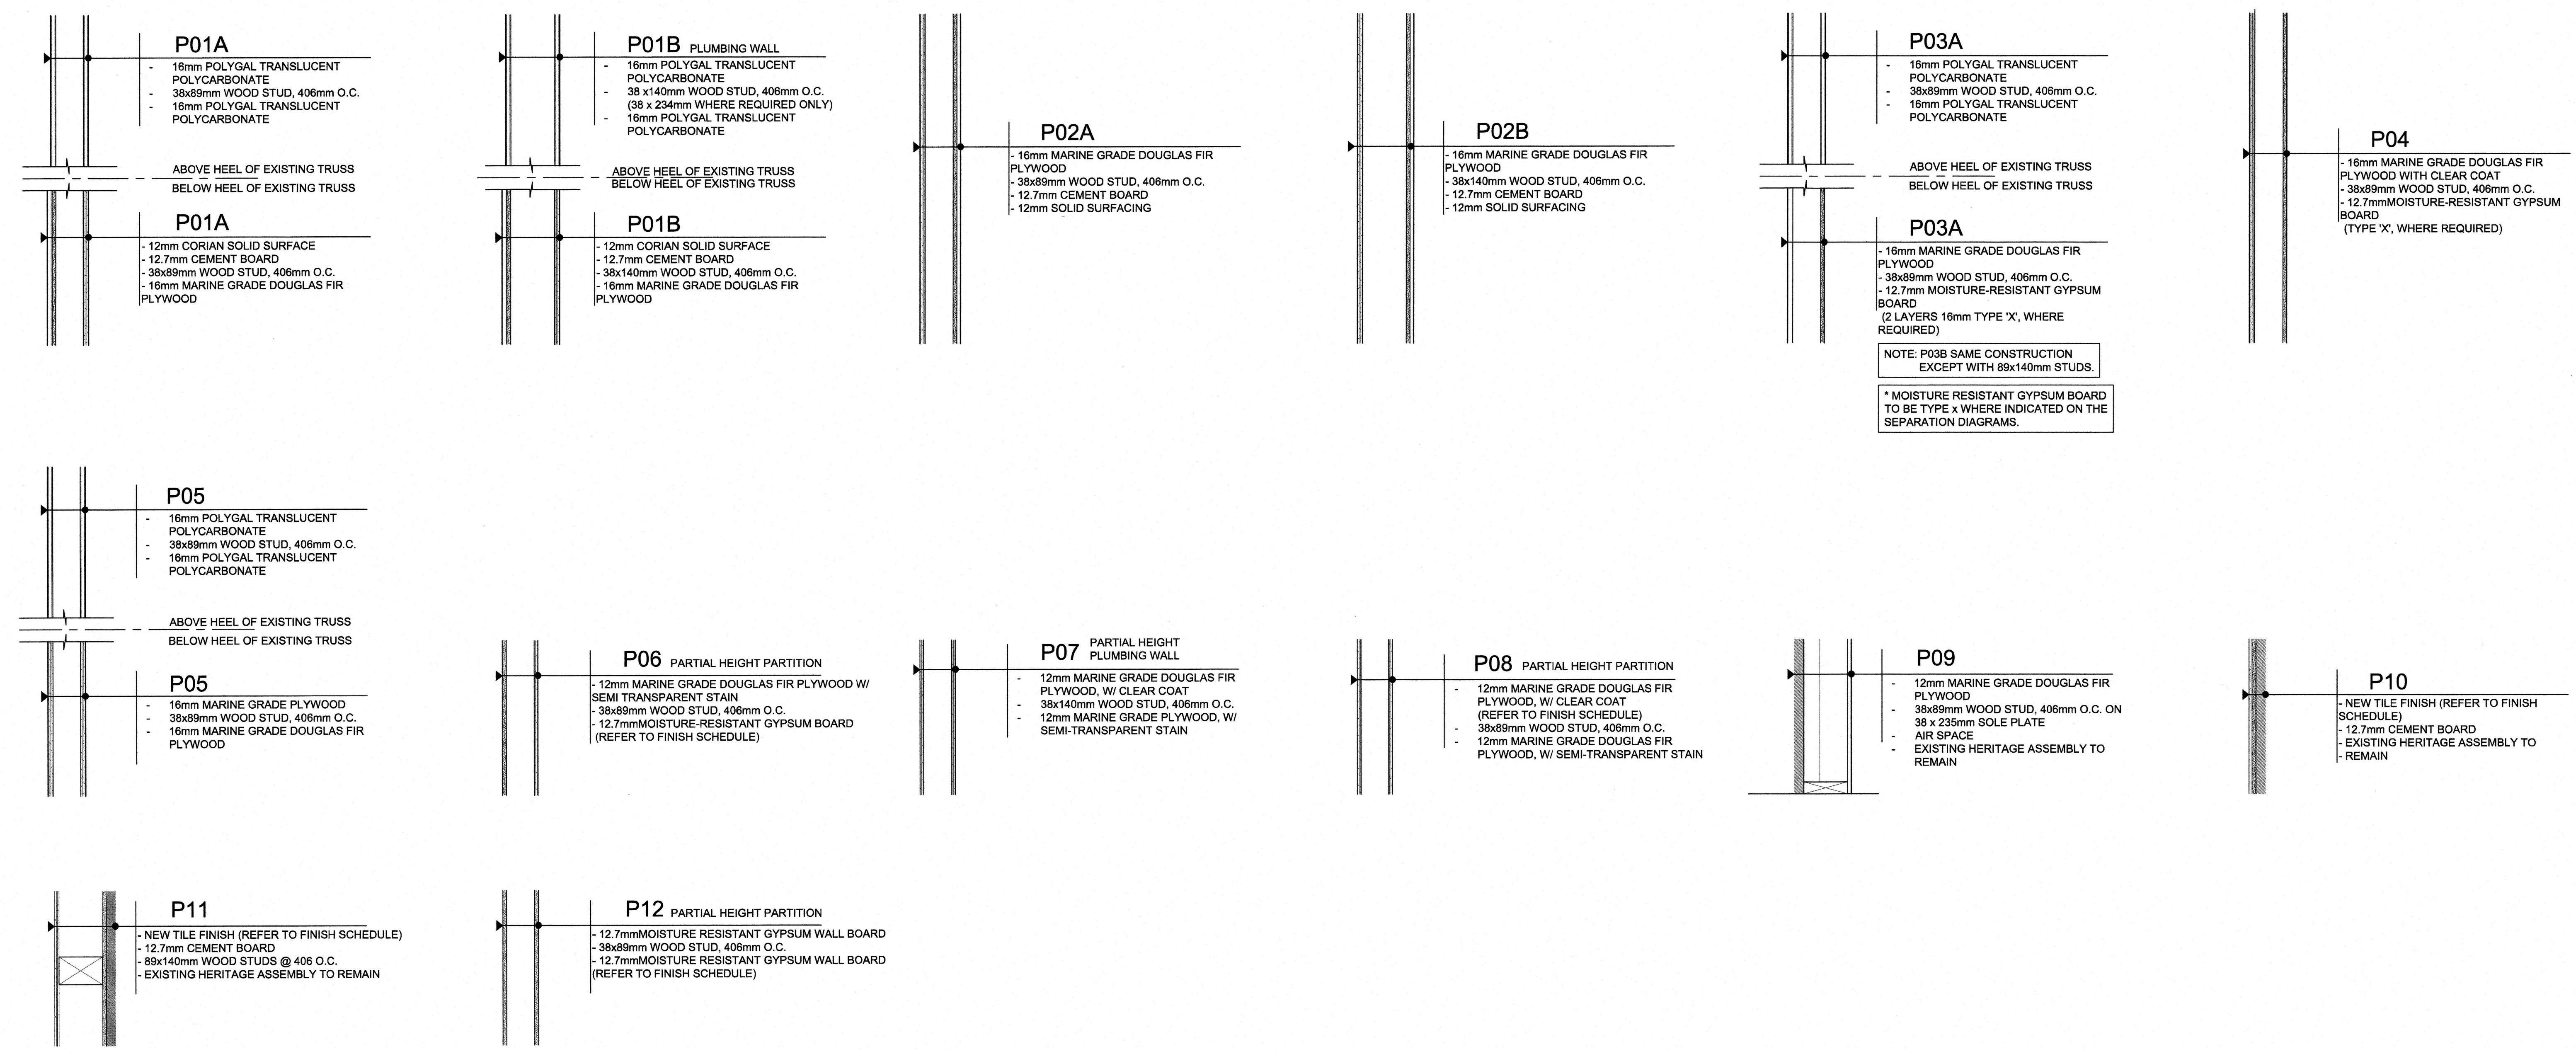 P01A
- 16mm POLYGAL TRANSLUCENT
POLYCARBONATE
- 38x89mm WOOD STUD, 406mm O.C.
- 16mm POLYGAL TRANSLUCENT
POLYCARBONATE
ABOVE HEEL OF EXISTING TRUSS
BELOW HEEL OF EXISTING TRUSS
P01A
- 12mm CORIAN SOLID SURFACE
- 12.7mm CEMENT BOARD
- 38x89mm WOOD STUD, 406mm O.C.
- 16mm MARINE GRADE DOUGLAS FIR
PLYWOOD
P01B PLUMBING WALL
- 16mm POLYGAL TRANSLUCENT
POLYCARBONATE
- 38 x140mm WOOD STUD, 406mm O.C.
(38 x 234mm WHERE REQUIRED ONLY)
- 16mm POLYGAL TRANSLUCENT
POLYCARBONATE
ABOVE HEEL OF EXISTING TRUSS
BELOW HEEL OF EXISTING TRUSS
P01B
- 12mm CORIAN SOLID SURFACE
- 12.7mm CEMENT BOARD
- 38x140mm WOOD STUD, 406mm O.C.
- 16mm MARINE GRADE DOUGLAS FIR
PLYWOOD
P02A
- 16mm MARINE GRADE DOUGLAS FIR
PLYWOOD
- 38x89mm WOOD STUD, 406mm O.C.
- 12.7mm CEMENT BOARD
- 12mm SOLID SURFACING
P02B
- 16mm MARINE GRADE DOUGLAS FIR
PLYWOOD
- 38x140mm WOOD STUD, 406mm O.C.
- 12.7mm CEMENT BOARD
- 12mm SOLID SURFACING
P03A
- 16mm POLYGAL TRANSLUCENT
POLYCARBONATE
- 38x89mm WOOD STUD, 406mm O.C.
- 16mm POLYGAL TRANSLUCENT
POLYCARBONATE
ABOVE HEEL OF EXISTING TRUSS
BELOW HEEL OF EXISTING TRUSS
P03A
- 16mm MARINE GRADE DOUGLAS FIR
PLYWOOD
- 38x89mm WOOD STUD, 406mm O.C.
- 12.7mm MOISTURE-RESISTANT GYPSUM
BOARD
(2 LAYERS 16mm TYPE 'X', WHERE
REQUIRED)
NOTE: P03B SAME CONSTRUCTION
EXCEPT WITH 89x140mm STUDS.
* MOISTURE RESISTANT GYPSUM BOARD
TO BE TYPE x WHERE INDICATED ON THE
SEPARATION DIAGRAMS.
P04
- 16mm MARINE GRADE DOUGLAS FIR
PLYWOOD WITH CLEAR COAT
- 38x89mm WOOD STUD, 406mm O.C.
- 12.7mmMOISTURE-RESISTANT GYPSUM
BOARD
(TYPE 'X', WHERE REQUIRED)
P05
- 16mm POLYGAL TRANSLUCENT
POLYCARBONATE
- 38x89mm WOOD STUD, 406mm O.C.
- 16mm POLYGAL TRANSLUCENT
POLYCARBONATE
ABOVE HEEL OF EXISTING TRUSS
BELOW HEEL OF EXISTING TRUSS
P05
- 16mm MARINE GRADE PLYWOOD
- 38x89mm WOOD STUD, 406mm O.C.
- 16mm MARINE GRADE DOUGLAS FIR
PLYWOOD
P06 PARTIAL HEIGHT PARTITION
- 12mm MARINE GRADE DOUGLAS FIR PLYWOOD W/
SEMI TRANSPARENT STAIN
- 38x89mm WOOD STUD, 406mm O.C.
- 12.7mmMOISTURE-RESISTANT GYPSUM BOARD
(REFER TO FINISH SCHEDULE)
P07 PARTIAL HEIGHT
PLUMBING WALL
- 12mm MARINE GRADE DOUGLAS FIR
PLYWOOD, W/ CLEAR COAT
- 38x140mm WOOD STUD, 406mm O.C.
- 12mm MARINE GRADE PLYWOOD, W/
SEMI-TRANSPARENT STAIN
P08 PARTIAL HEIGHT PARTITION
- 12mm MARINE GRADE DOUGLAS FIR
PLYWOOD, W/ CLEAR COAT
(REFER TO FINISH SCHEDULE)
- 38x89mm WOOD STUD, 406mm O.C.
- 12mm MARINE GRADE DOUGLAS FIR
PLYWOOD, W/ SEMI-TRANSPARENT STAIN
P09
- 12mm MARINE GRADE DOUGLAS FIR
PLYWOOD
- 38x89mm WOOD STUD, 406mm O.C. ON
38 x 235mm SOLE PLATE
- AIR SPACE
- EXISTING HERITAGE ASSEMBLY TO
REMAIN
P10
- NEW TILE FINISH (REFER TO FINISH
SCHEDULE)
- 12.7mm CEMENT BOARD
- EXISTING HERITAGE ASSEMBLY TO
- REMAIN
P11
- NEW TILE FINISH (REFER TO FINISH SCHEDULE)
- 12.7mm CEMENT BOARD
- 89x140mm WOOD STUDS @ 406 O.C.
- EXISTING HERITAGE ASSEMBLY TO REMAIN
P12 PARTIAL HEIGHT PARTITION
- 12.7mmMOISTURE RESISTANT GYPSUM WALL BOARD
- 38x89mm WOOD STUD, 406mm O.C.
- 12.7mmMOISTURE RESISTANT GYPSUM WALL BOARD
(REFER TO FINISH SCHEDULE)